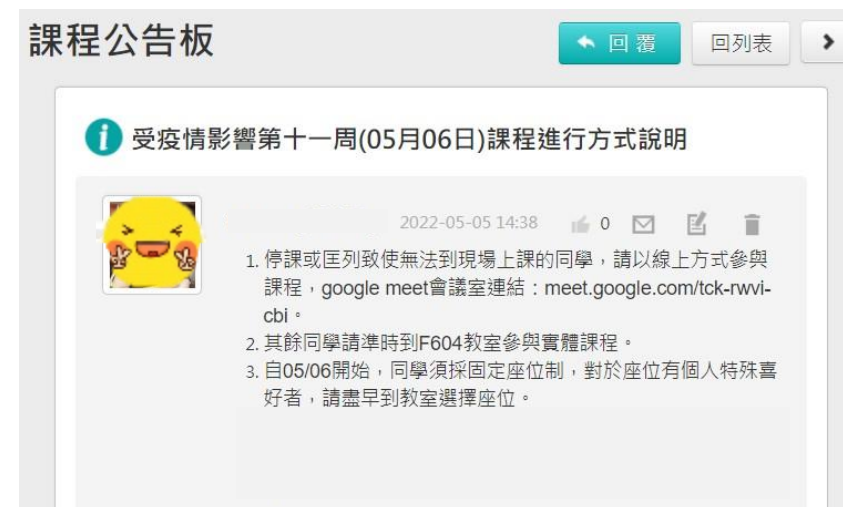 課程公告板
回覆
回列表
受疫情影響第十一周(05月06日)課程進行方式說明
2022-05-05 14:38
0
1. 停課或匡列致使無法到現場上課的同學,請以線上方式參與
課程,google meet會議室連結:meet.google.com/tck-rwvi-
cbi。
2. 其餘同學請準時到F604教室參與實體課程。
3. 自05/06開始,同學須採固定座位制,對於座位有個人特殊喜
好者,請盡早到教室選擇座位。